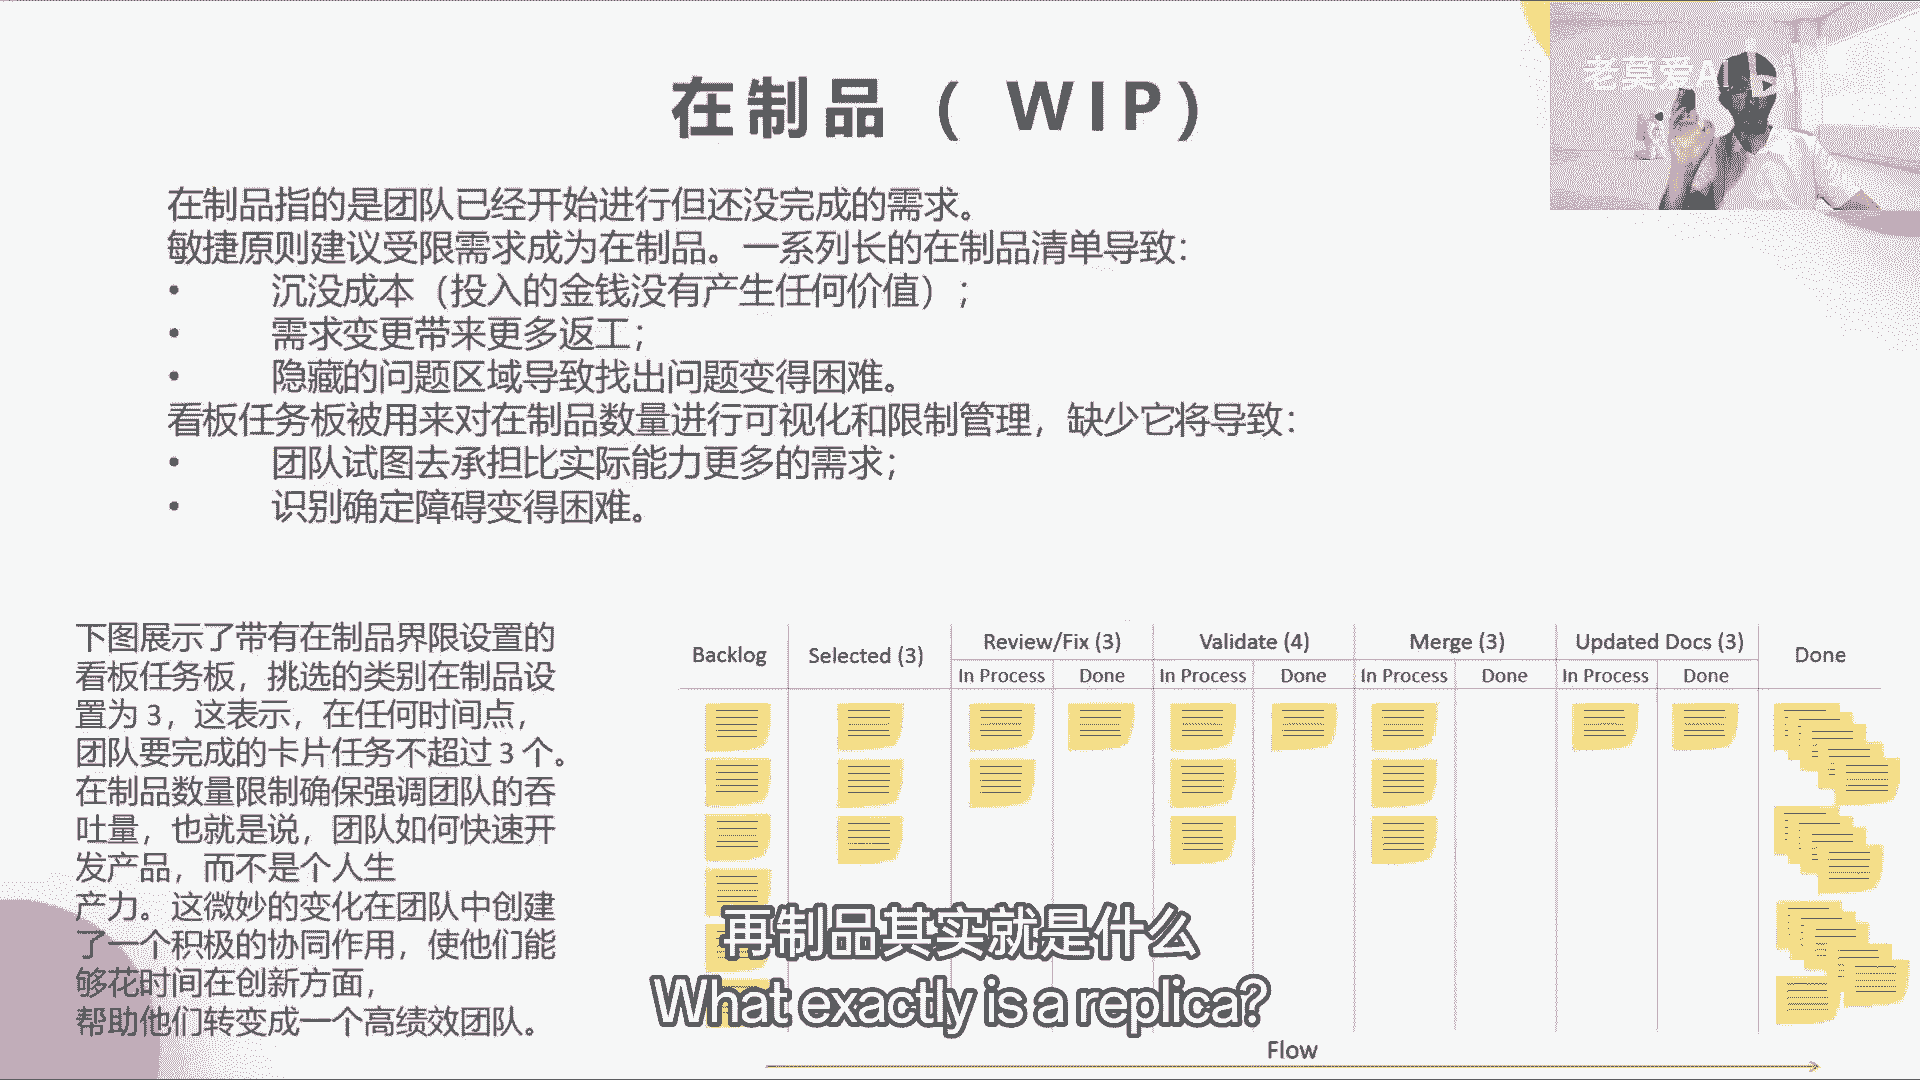 老莫爱A
在制品 ( WIP)
在制品指的是团队已经开始进行但还没完成的需求。
敏捷原则建议受限需求成为在制品。一系列长的在制品清单导致：
• 沉没成本（投入的金钱没有产生任何价值）；
• 需求变更带来更多返工；
• 隐藏的问题区域导致找出问题变得困难。
看板任务板被用来对在制品数量进行可视化和限制管理，缺少它将导致：
• 团队试图去承担比实际能力更多的需求；
• 识别确定障碍变得困难。
下图展示了带有在制品界限设置的
看板任务板，挑选的类别在制品设
置为 3，这表示，在任何时间点，
团队要完成的卡片任务不超过 3 个。
在制品数量限制确保强调团队的吞
吐量，也就是说，团队如何快速开
发产品，而不是个人生
产力。这微妙的变化在团队中创建
了一个积极的协同作用，使他们能
够花时间在创新方面，
帮助他们转变成一个高绩效团队。
Backlog
Selected (3)
Review/Fix (3)
Validate (4)
Merge (3)
Updated Docs (3)
Done
In Process
Done
In Process
Done
In Process
Done
In Process
Done
再制品其实就是什么
What exactly is a replica?
Flow